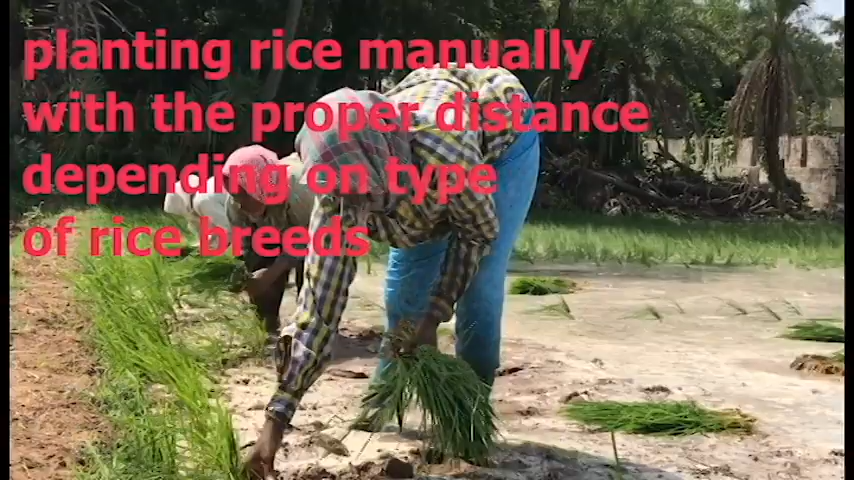 planting rice manually
with the proper distance
depending on type
of rice breeds